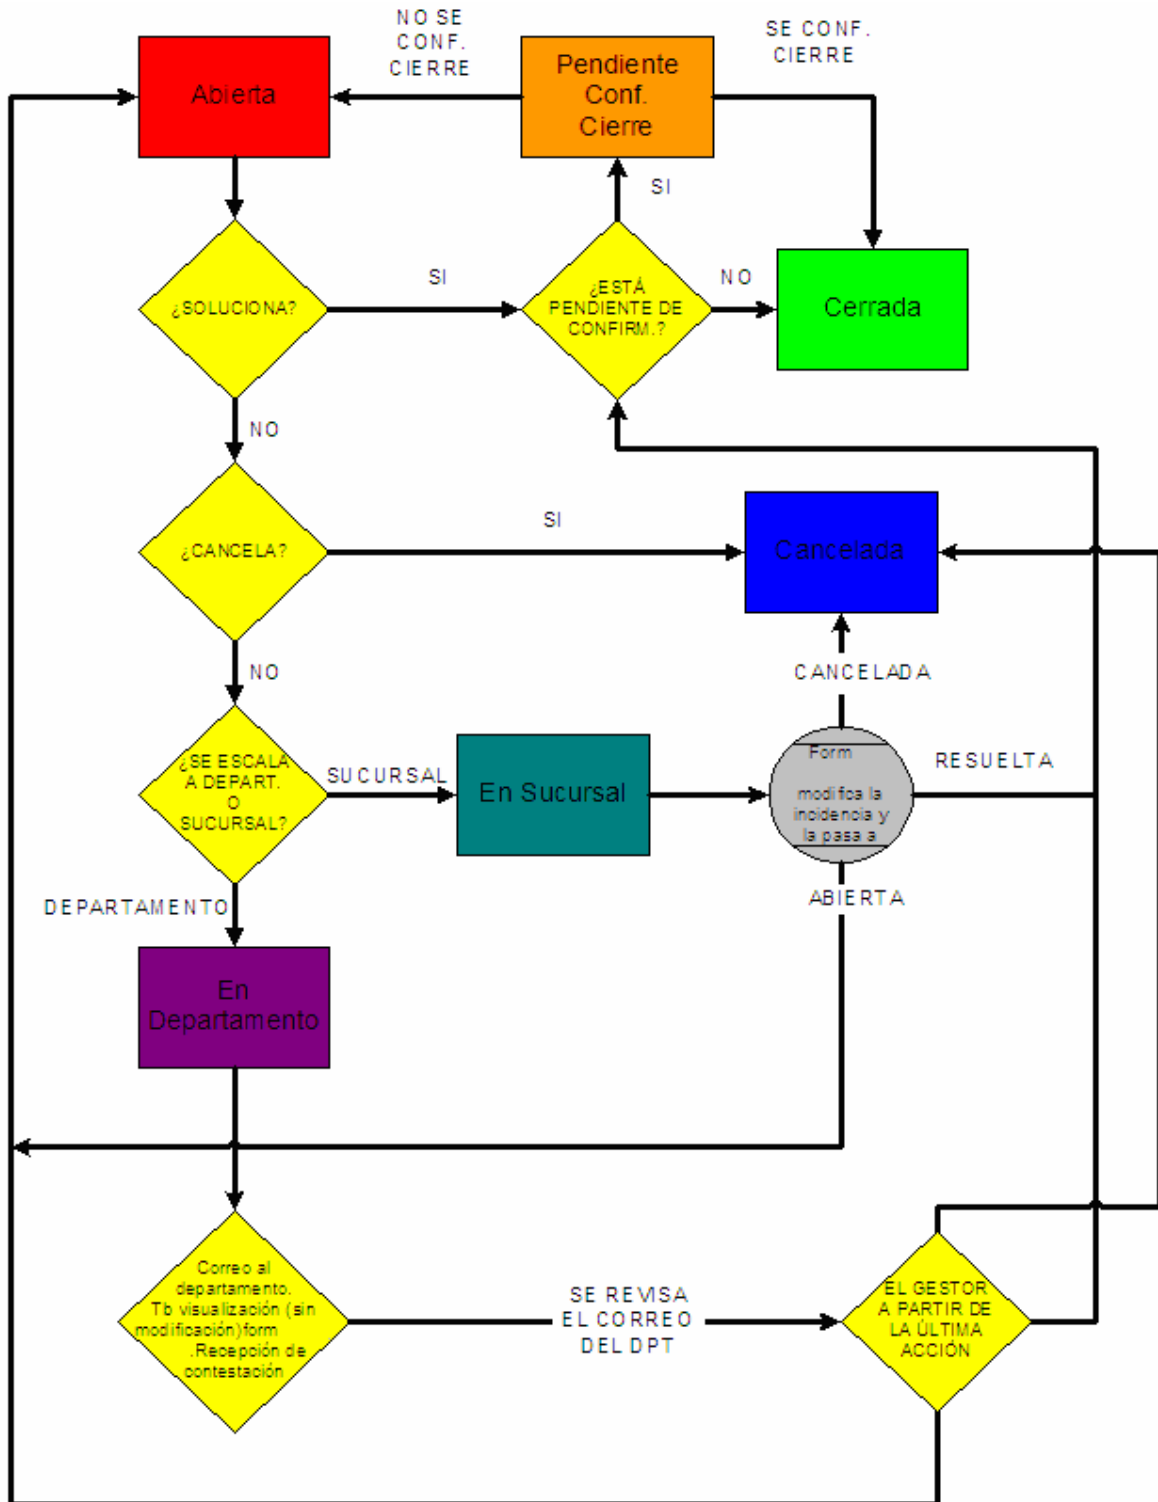 NO SE
CONF.
CIERRE
SE CONF.
CIERRE
Abierta
Pendiente
Conf.
Cierre
SI
¿SOLUCIONA?
SI
¿ESTÁ
PENDIENTE DE
CONFIRM.?
NO
Cerrada
NO
¿CANCELA?
SI
Cancelada
NO
CANCELADA
¿SE ESCALA
A DEPART.
O
SUCURSAL?
SUCURSAL
En Sucursal
Form
modifica la
incidencia y
la pasa a
RESUELTA
DEPARTAMENTO
ABIERTA
En
Departamento
Correo al
departamento.
Tb visualización (sin
modificación)form
.Recepción de
contestación
SE REVISA
EL CORREO
DEL DPT
EL GESTOR
A PARTIR DE
LA ÚLTIMA
ACCIÓN